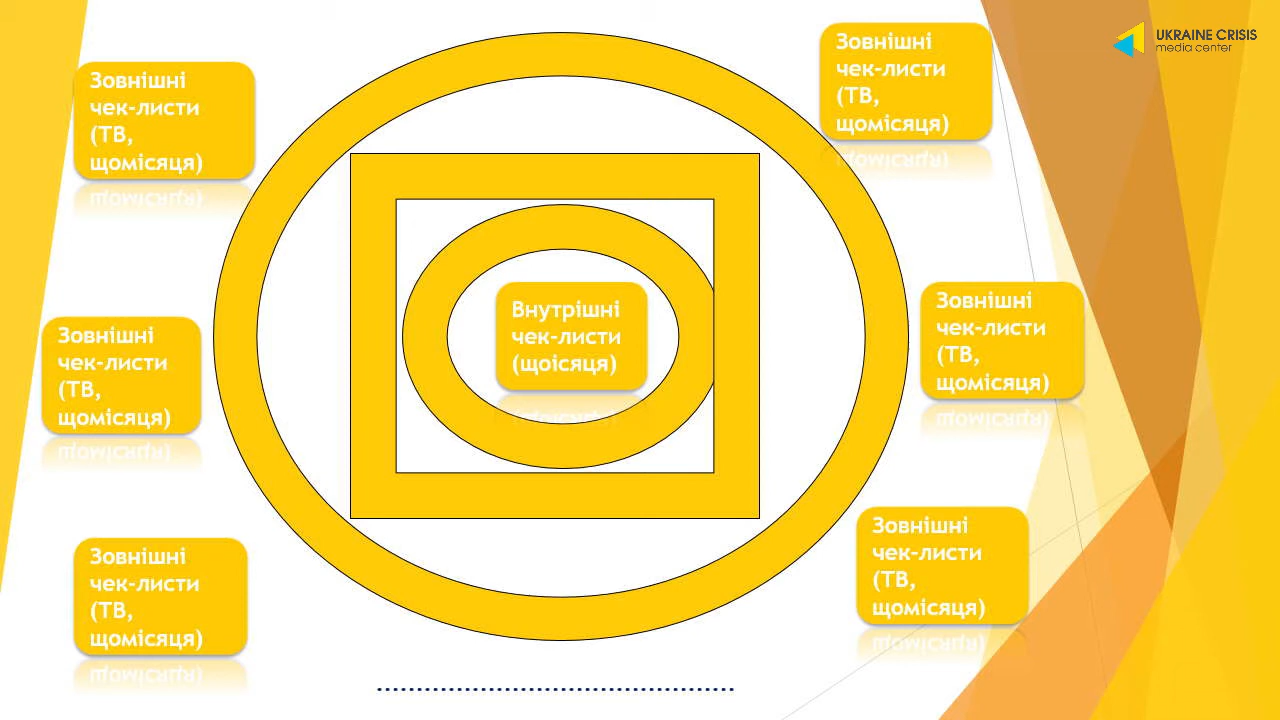 UKRAINE CRISIS
media center
Зовнішні
чек-листи
(ТВ,
щомісяця)
Зовнішні
чек-листи
(ТВ,
щомісяця)
Зовнішні
чек-листи
(ТВ,
щомісяця)
Внутрішні
чек-листи
(щоісяця)
Зовнішні
чек-листи
(ТВ,
щомісяця)
Зовнішні
чек-листи
(ТВ,
щомісяця)
Зовнішні
чек-листи
(ТВ,
щомісяця)